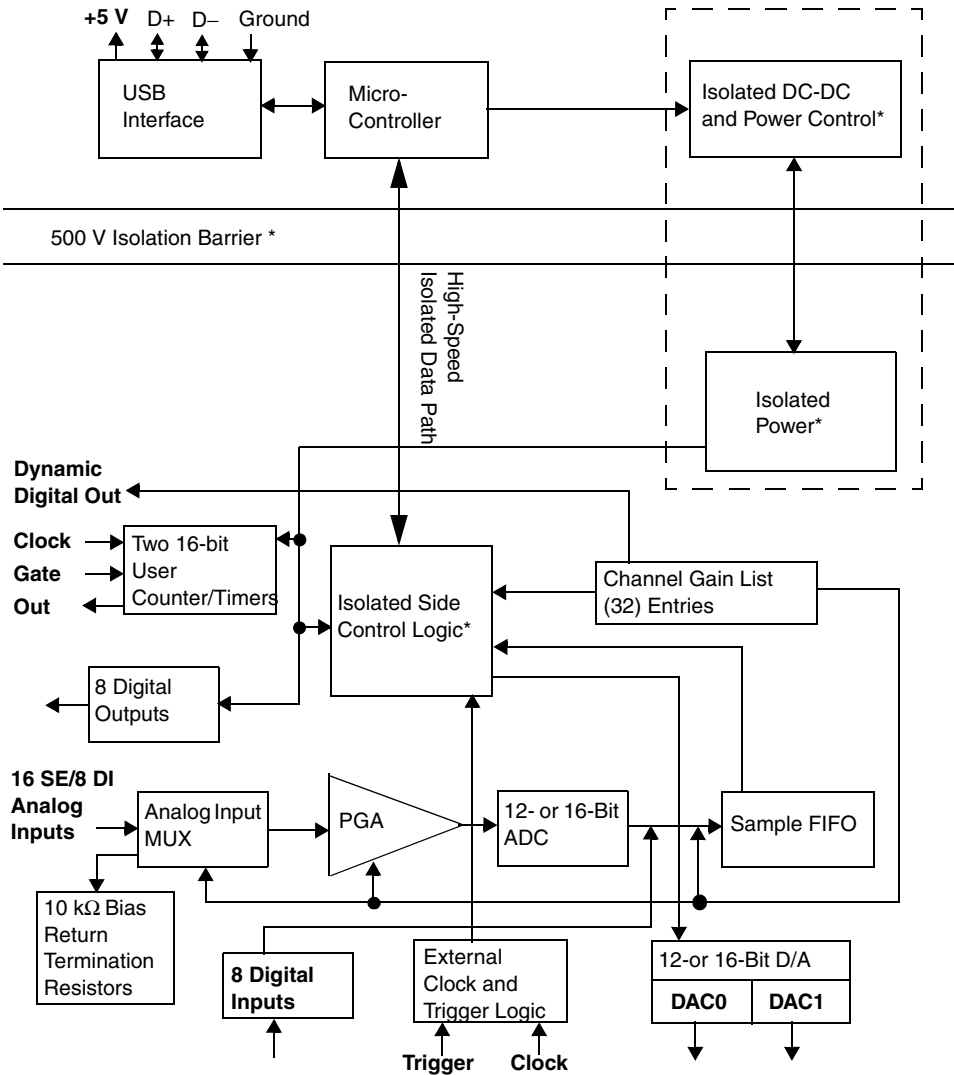 +5 V D+ D− Ground
USB
Interface
Micro-
Controller
Isolated DC-DC
and Power Control*
500 V Isolation Barrier *
High-Speed
Isolated Data Path
Isolated
Power*
Dynamic
Digital Out
Clock
Gate
Out
Two 16-bit
User
Counter/Timers
Isolated Side
Control Logic*
Channel Gain List
(32) Entries
8 Digital
Outputs
16 SE/8 DI
Analog
Inputs
Analog Input
MUX
PGA
12- or 16-Bit
ADC
Sample FIFO
10 kΩ Bias
Return
Termination
Resistors
8 Digital
Inputs
External
Clock and
Trigger Logic
Trigger Clock
12-or 16-Bit D/A
DAC0 DAC1